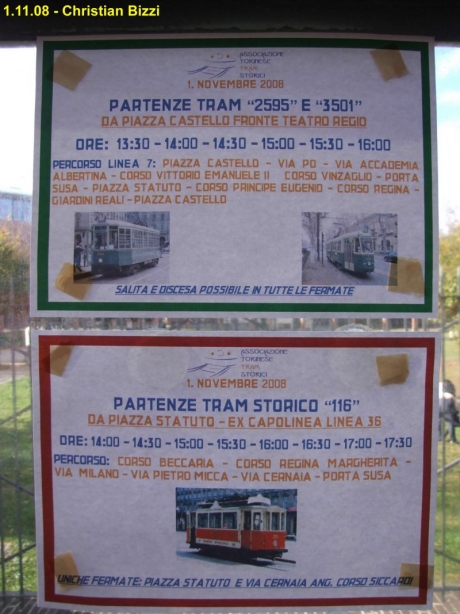 1.11.08 - Christian Bizzi
ASSOCIAZIONE
TORINESE
TRAM
STORICI
1. NOVEMBRE 2008
PARTENZE TRAM "2595" E "3501"
DA PIAZZA CASTELLO FRONTE TEATRO REGIO
ORE: 13:30 - 14:00 - 14:30 - 15:00 - 15:30 - 16:00
PERCORSO LINEA 7: PIAZZA CASTELLO - VIA PO - VIA ACCADEMIA
ALBERTINA - CORSO VITTORIO EMANUELE II CORSO VINZAGLIO - PORTA
SUSA - PIAZZA STATUTO - CORSO PRINCIPE EUGENIO - CORSO REGINA -
GIARDINI REALI - PIAZZA CASTELLO
SALITA E DISCESA POSSIBILE IN TUTTE LE FERMATE
ASSOCIAZIONE
TORINESE
TRAM
STORICI
1. NOVEMBRE 2008
PARTENZE TRAM STORICO "116"
DA PIAZZA STATUTO - EX CAPOLINEA LINEA 36
ORE: 14:00 - 14:30 - 15:00 - 15:30 - 16:00 - 16:30 - 17:00 - 17:30
PERCORSO: CORSO BECCARIA - CORSO REGINA MARGHERITA -
VIA MILANO - VIA PIETRO MICCA - VIA CERNAIA - PORTA SUSA
UNICHE FERMATE: PIAZZA STATUTO E VIA CERNAIA ANG. CORSO SICCARDI